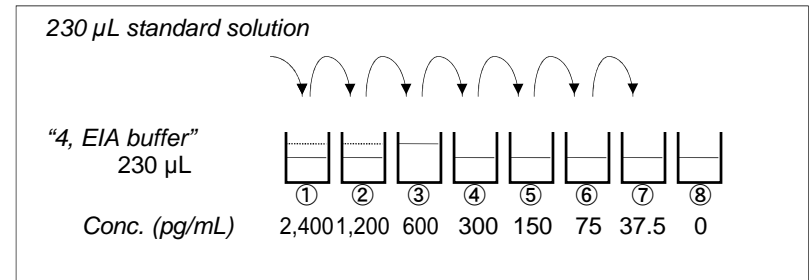 230 µL standard solution
“4, EIA buffer”
230 µL
① ② ③ ④ ⑤ ⑥ ⑦ ⑧
Conc. (pg/mL) 2,400 1,200 600 300 150 75 37.5 0